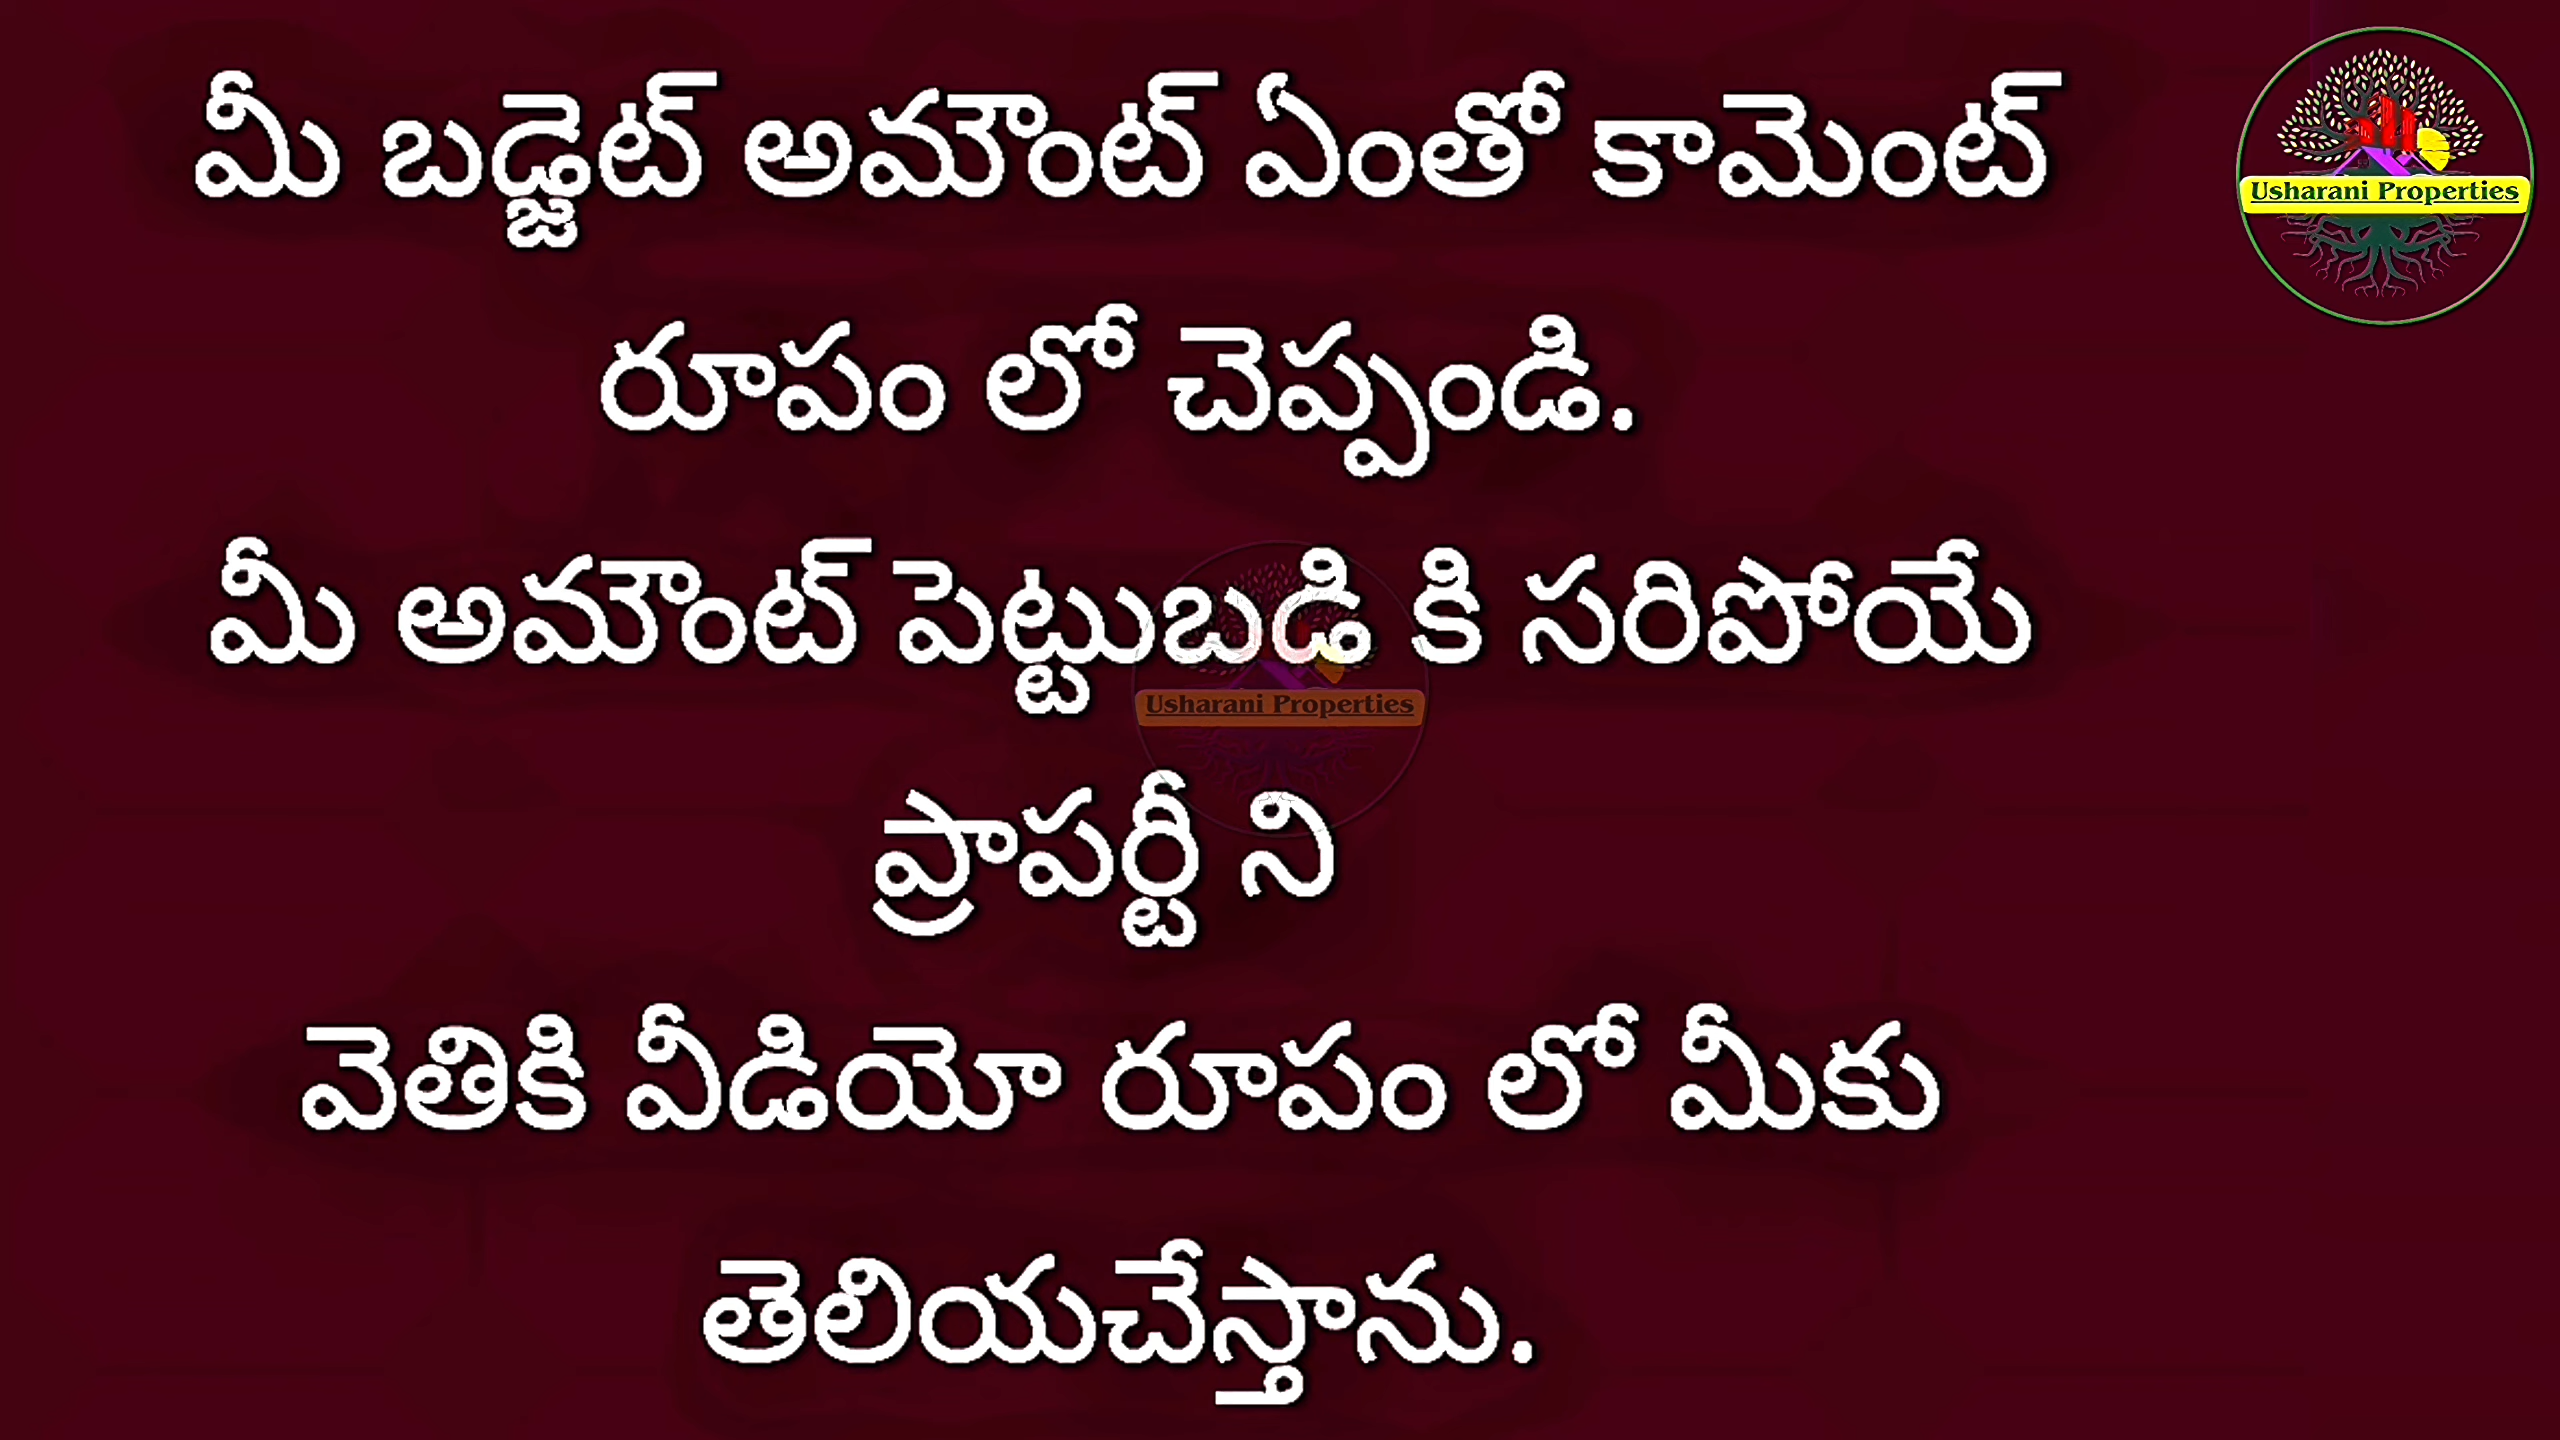 మీ బడ్జెట్ అమౌంట్ ఏంతో కామెంట్
Usharani Properties
రూపం లో చెప్పండి.
మీ అమౌంట్ పెట్టుబడి కి సరిపోయే
Usharani Properties
ప్రాపర్టీ ని
వెతికి వీడియో రూపం లో మీకు
తెలియచేస్తాను.